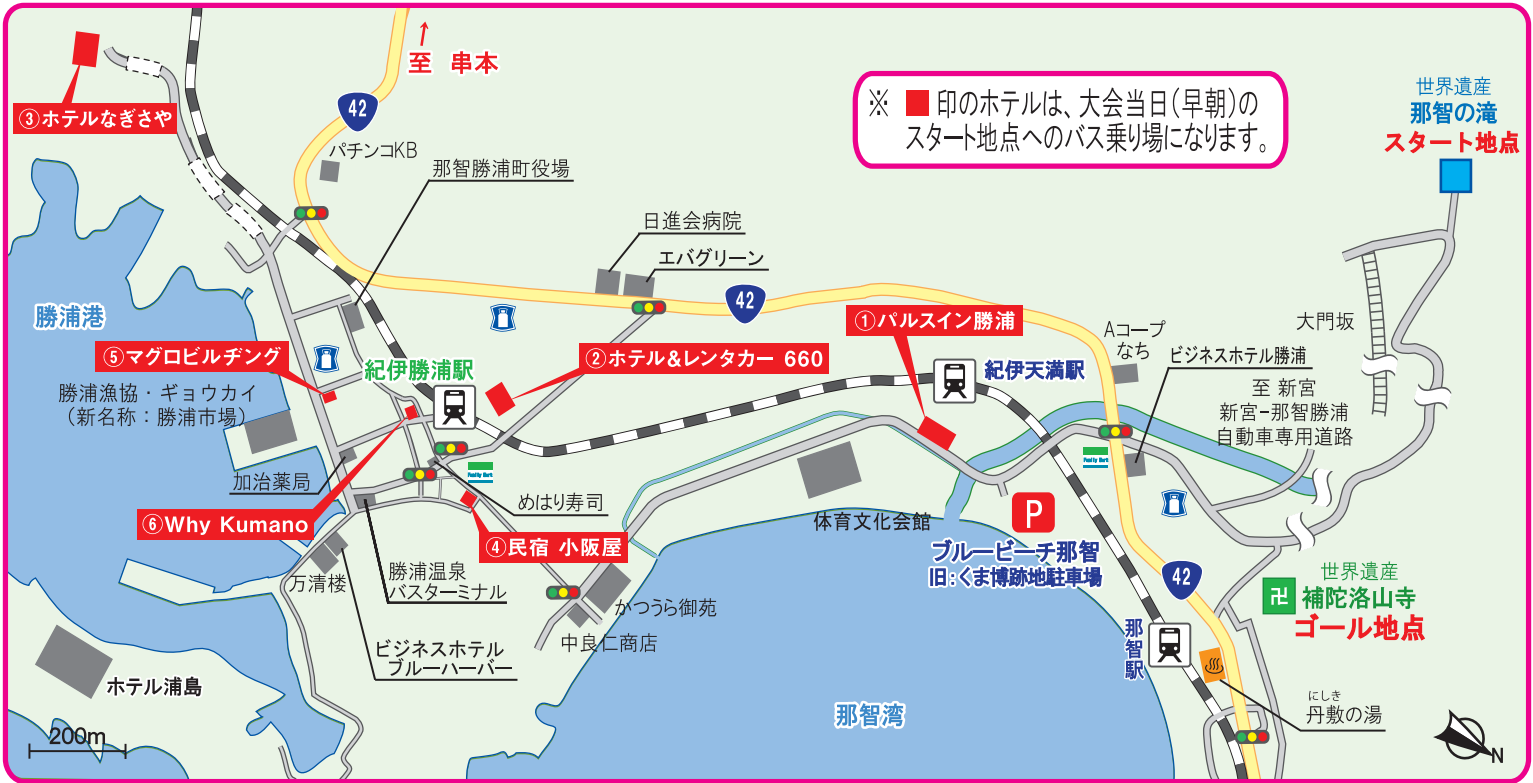 至 串本
42
③ホテルなぎさや
パチンコKB
那智勝浦町役場
※ ■ 印のホテルは、大会当日(早朝)の
スタート地点へのバス乗り場になります。
世界遺産
那智の滝
スタート地点
日進会病院
エバグリーン
42
勝浦港
①パルスイン勝浦
⑤マグロビルヂング
②ホテル&レンタカー 660
紀伊勝浦駅
紀伊天満駅
Aコープ
なち
ビジネスホテル勝浦
大門坂
至 新宮
新宮-那智勝浦
自動車専用道路
勝浦漁協・ギョウカイ
(新名称:勝浦市場)
加治薬局
Family Mart
Family Mart
めはり寿司
⑥Why Kumano
④民宿 小阪屋
体育文化会館
P
ブルービーチ那智
旧:くま博跡地駐車場
万清楼
勝浦温泉
バスターミナル
かつうら御苑
中良仁商店
42
卍
世界遺産
補陀洛山寺
ゴール地点
ビジネスホテル
ブルーハーバー
那智駅
ホテル浦島
那智湾
にしき
丹敷の湯
200m
N